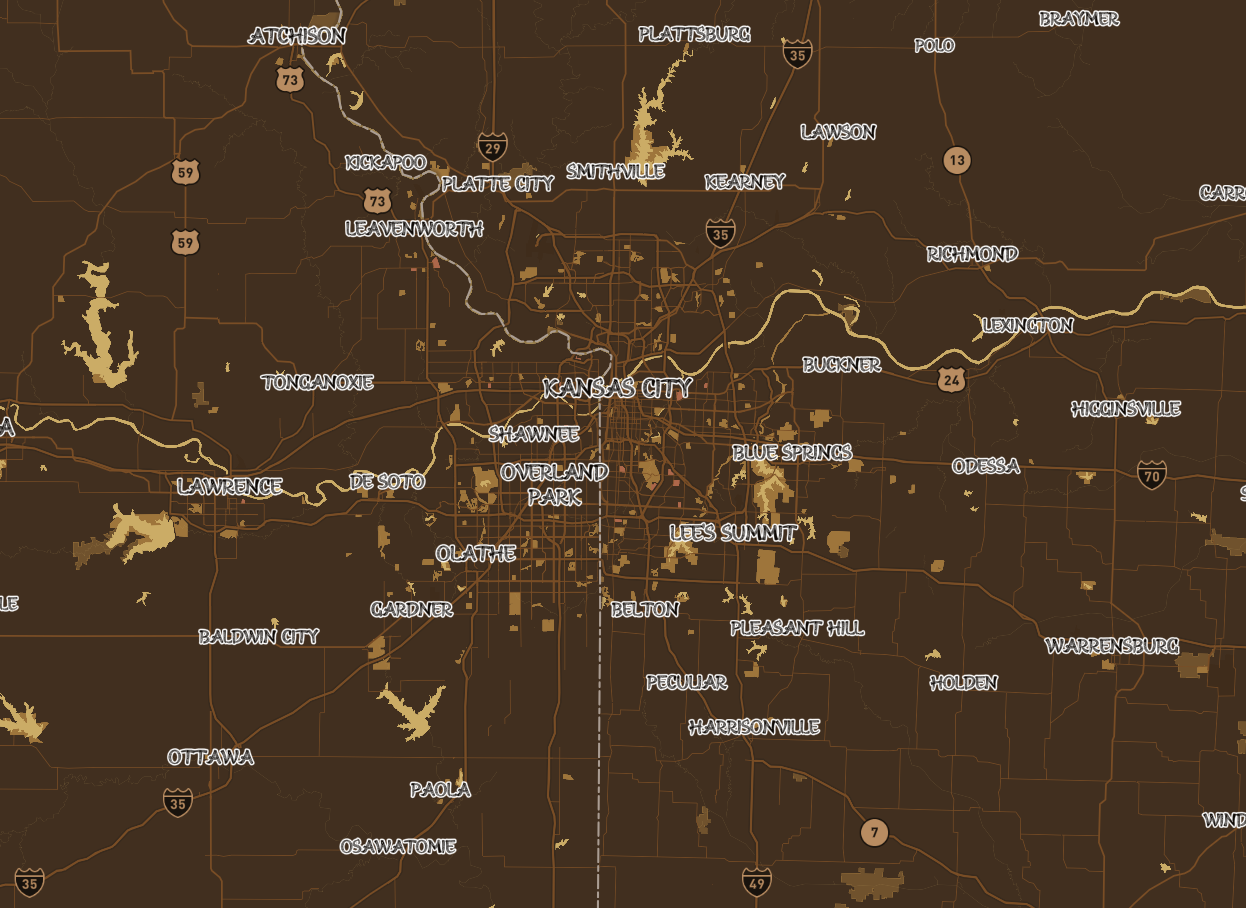 BRAYMER
ATCHISON
PLATTSBURG
POLO
35
73
LAWSON
29
KICKAPOO
13
59
SMITHVILLE
KEARNEY
PLATTE CITY
73
LEAVENWORTH
35
59
RICHMOND
LEXINGTON
BUCKNER
TONGANOXIE
24
KANSAS CITY
HIGGINSVILLE
SHAWNEE
BLUE SPRINGS
ODESSA
OVERLAND
PARK
70
DE SOTO
LAWRENCE
LEE'S SUMMIT
OLATHE
GARDNER
BELTON
PLEASANT HILL
BALDWIN CITY
WARRENSBURG
PECULIAR
HOLDEN
HARRISONVILLE
OTTAWA
PAOLA
35
7
OSAWATOMIE
35
49